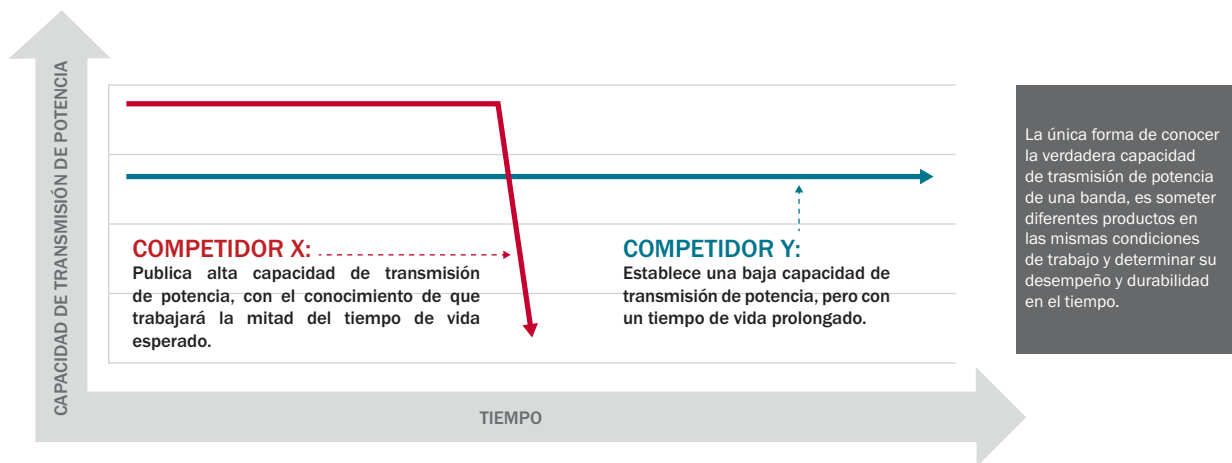 CAPACIDAD DE TRANSMISIÓN DE POTENCIA
COMPETIDOR X:
Publica alta capacidad de transmisión
de potencia, con el conocimiento de que
trabajará la mitad del tiempo de vida
esperado.
COMPETIDOR Y:
Establece una baja capacidad de
transmisión de potencia, pero con
un tiempo de vida prolongado.
TIEMPO
La única forma de conocer
la verdadera capacidad
de trasmisión de potencia
de una banda, es someter
diferentes productos en
las mismas condiciones
de trabajo y determinar su
desempeño y durabilidad
en el tiempo.